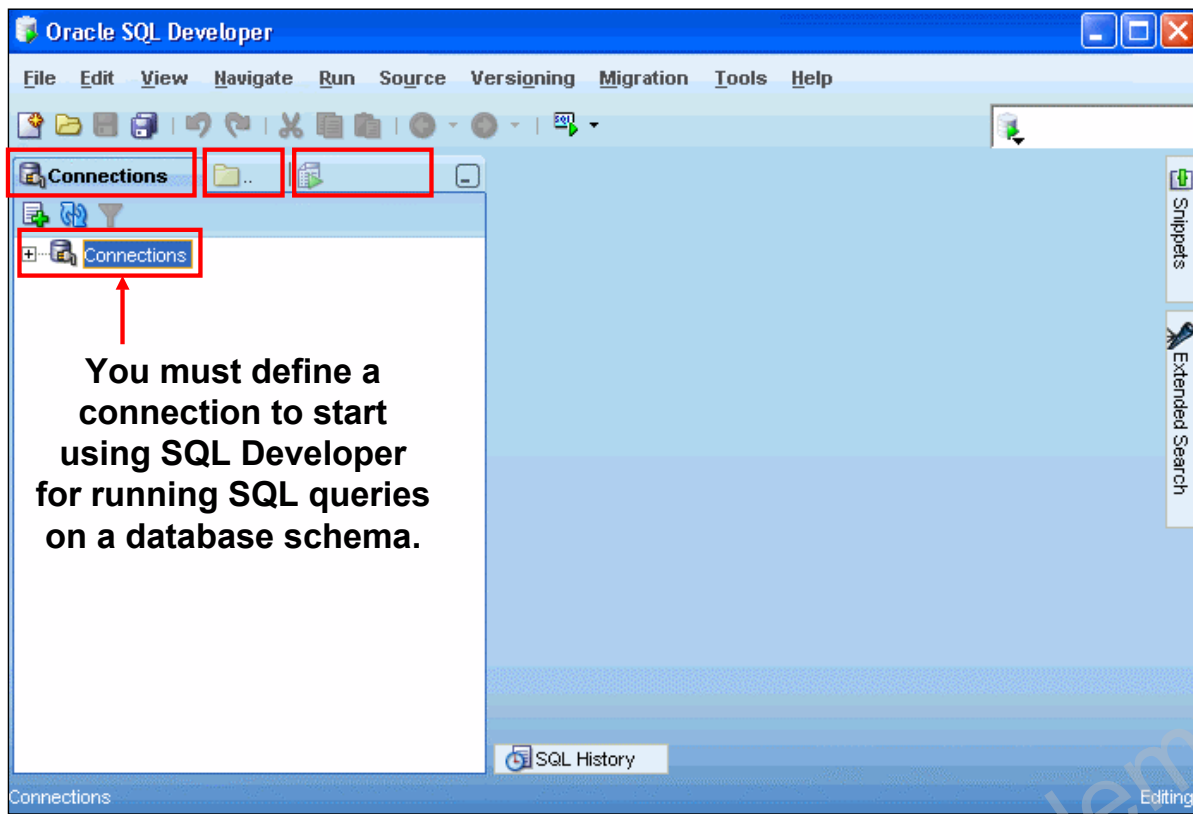 Oracle SQL Developer
File Edit View Navigate Run Source Versioning Migration Tools Help
Connections ..
Connections
You must define a
connection to start
using SQL Developer
for running SQL queries
on a database schema.
Snippets
Extended Search
SQL History
Connections
Editing